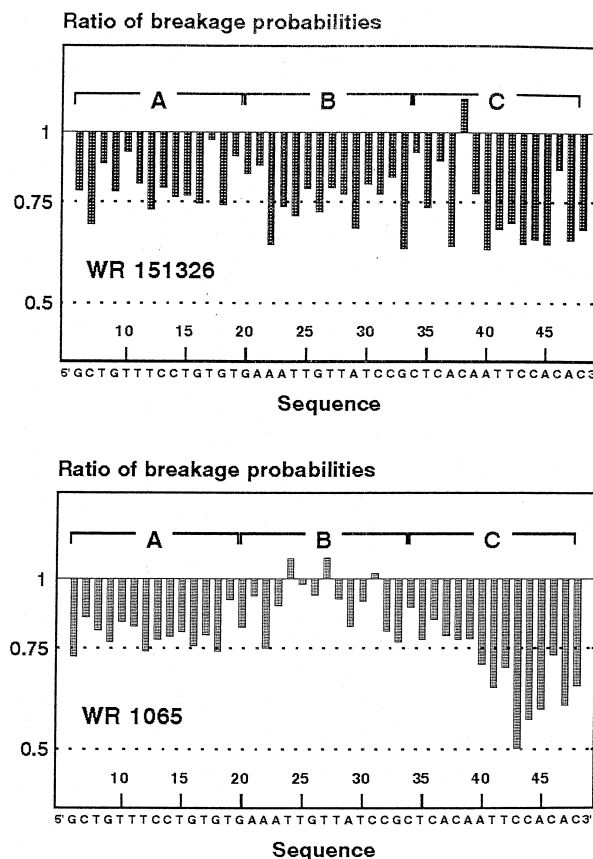 Ratio of breakage probabilities
A B C
1
0.75
WR 151326
0.5
10 15 20 25 30 35 40 45
5'GCTGTTTCCTGTGTGAAATTGTTATCCGCTCACAATTCCACAC3'
Sequence
Ratio of breakage probabilities
A B C
1
0.75
WR 1065
0.5
10 15 20 25 30 35 40 45
5'GCTGTTTCCTGTGTGAAATTGTTATCCGCTCACAATTCCACAC3'
Sequence